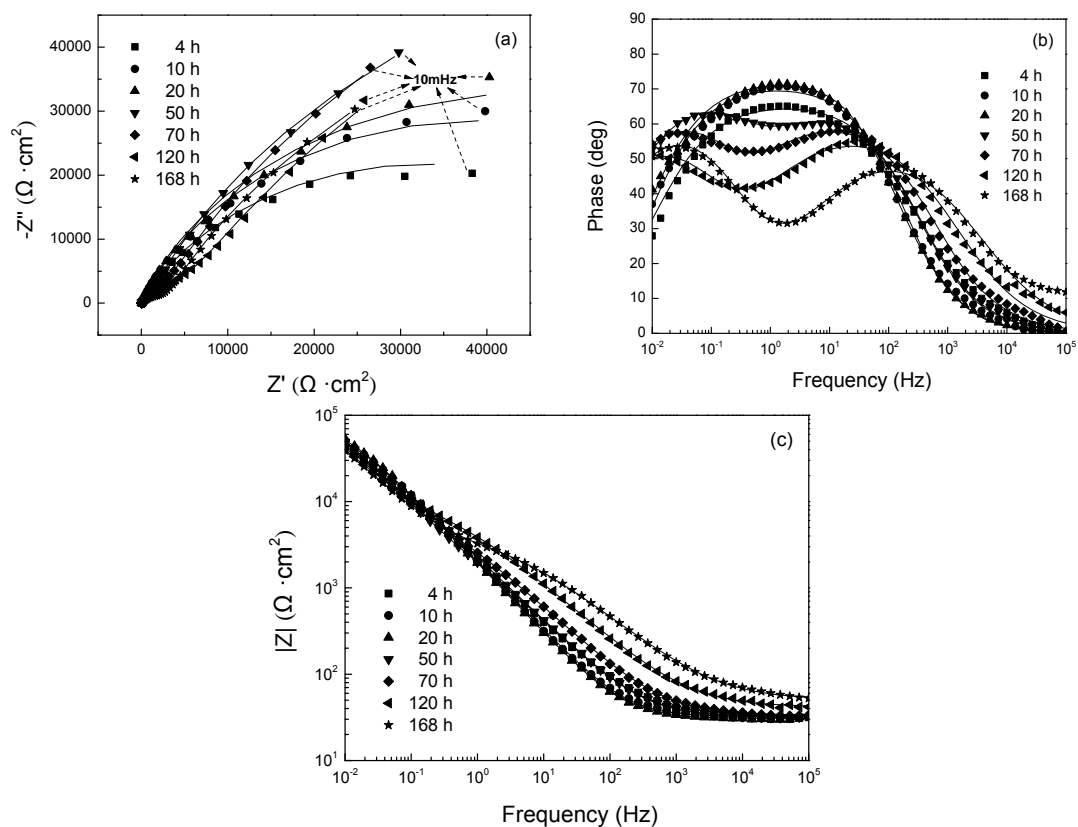 (a)
40000
30000
20000
10000
0
-Z" (Ω ·cm²)
4 h
10 h
20 h
50 h
70 h
120 h
168 h
10mHz
0 10000 20000 30000 40000
Z' (Ω ·cm²)
(b)
90
80
70
60
50
40
30
20
10
0
Phase (deg)
4 h
10 h
20 h
50 h
70 h
120 h
168 h
10⁻² 10⁻¹ 10⁰ 10¹ 10² 10³ 10⁴ 10⁵
Frequency (Hz)
(c)
10⁵
10⁴
10³
10²
10¹
|Z| (Ω ·cm²)
4 h
10 h
20 h
50 h
70 h
120 h
168 h
10⁻² 10⁻¹ 10⁰ 10¹ 10² 10³ 10⁴ 10⁵
Frequency (Hz)